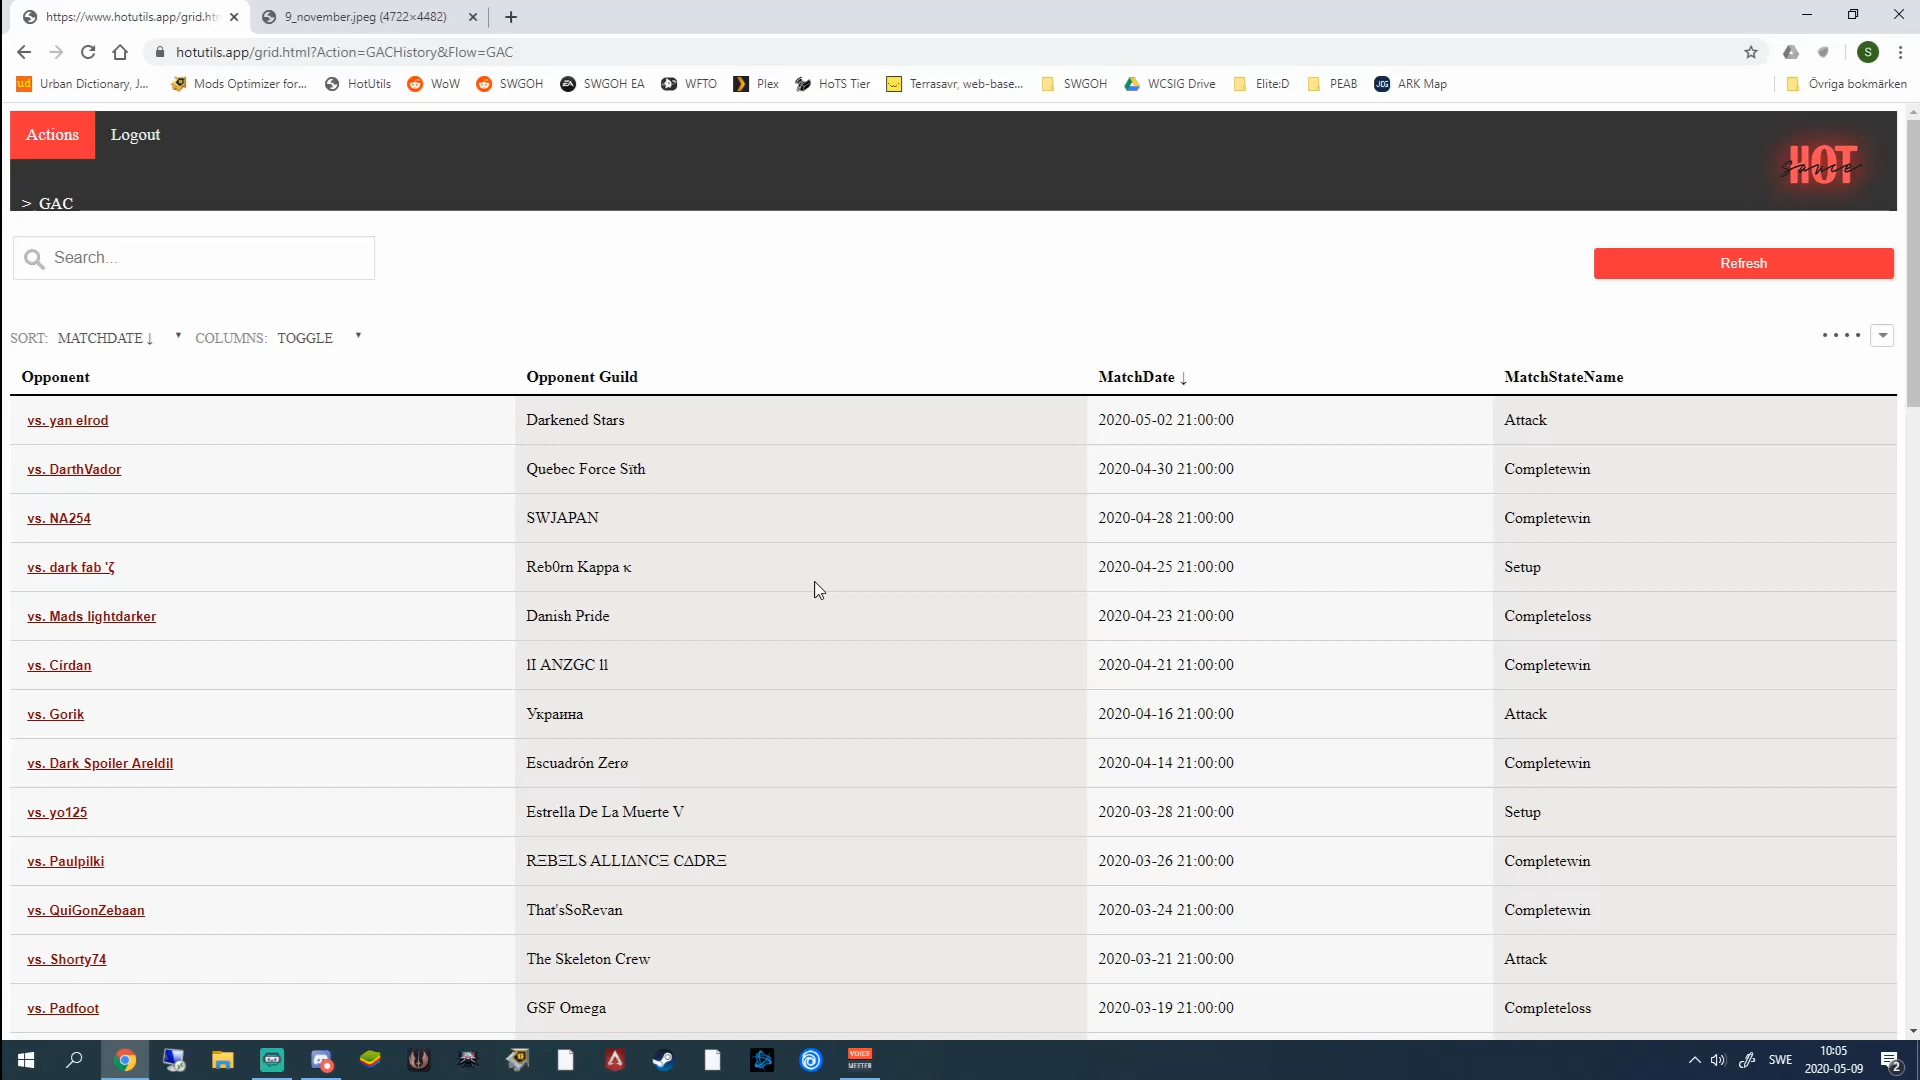 https://www.hotutils.app/grid.htm
9_november.jpeg (4722×4482)
hotutils.app/grid.html?Action=GACHistory&Flow=GAC
S
ud Urban Dictionary, J... Mods Optimizer for... HotUtils WoW SWGOH SWGOH EA WFTO Plex HoTS Tier Terrasavr, web-base... SWGOH WCSIG Drive Elite:D PEAB ARK Map Övriga bokmärken
Actions Logout
HOT
sauce
> GAC
Search...
Refresh
SORT: MATCHDATE ↓ COLUMNS: TOGGLE
Opponent Opponent Guild MatchDate ↓ MatchStateName
vs. yan elrod Darkened Stars 2020-05-02 21:00:00 Attack
vs. DarthVador Quebec Force Sïth 2020-04-30 21:00:00 Completewin
vs. NA254 SWJAPAN 2020-04-28 21:00:00 Completewin
vs. dark fab 'ζ Reb0rn Kappa κ 2020-04-25 21:00:00 Setup
vs. Mads lightdarker Danish Pride 2020-04-23 21:00:00 Completeloss
vs. Círdan lI ANZGC ll 2020-04-21 21:00:00 Completewin
vs. Gorik Украина 2020-04-16 21:00:00 Attack
vs. Dark Spoiler Areldil Escuadrón Zerø 2020-04-14 21:00:00 Completewin
vs. yo125 Estrella De La Muerte V 2020-03-28 21:00:00 Setup
vs. Paulpilki RΞBΞLS ALLIΔNCΞ CΔDRΞ 2020-03-26 21:00:00 Completewin
vs. QuiGonZebaan That'sSoRevan 2020-03-24 21:00:00 Completewin
vs. Shorty74 The Skeleton Crew 2020-03-21 21:00:00 Attack
vs. Padfoot GSF Omega 2020-03-19 21:00:00 Completeloss
VOICE
MEETER
SWE
10:05
2020-05-09
2